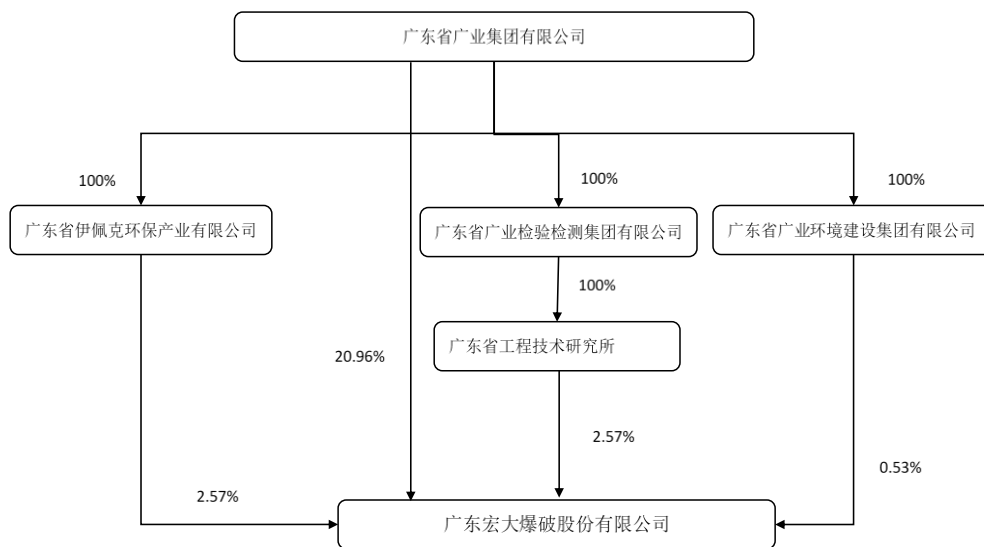 广东省广业集团有限公司
100%
100%
100%
广东省伊佩克环保产业有限公司
广东省广业检验检测集团有限公司
广东省广业环境建设集团有限公司
100%
广东省工程技术研究所
20.96%
2.57%
0.53%
2.57%
广东宏大爆破股份有限公司